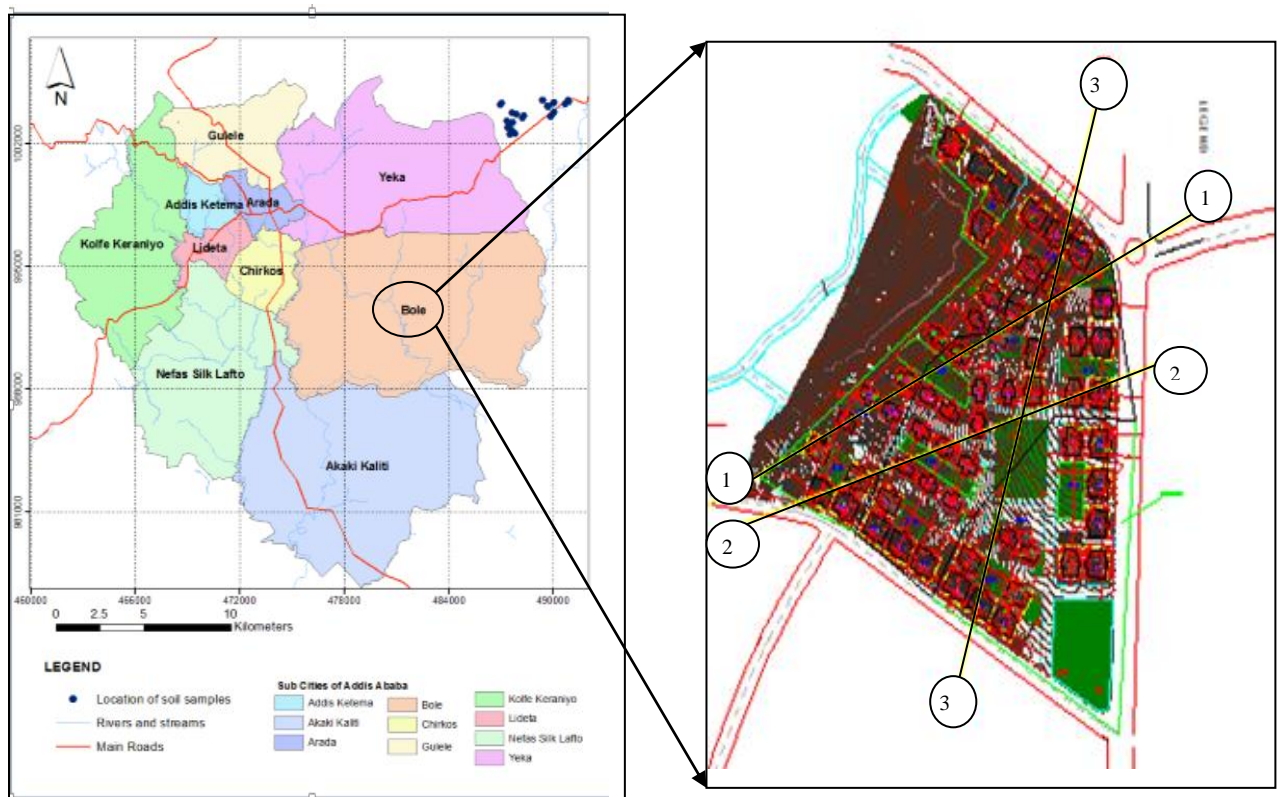 N
Gulele
Yeka
Addis Ketema
Arada
Kolfe Keraniyo
Lideta
Chirkos
Bole
Nefas Silk Lafto
Akaki Kaliti
1002000
995000
988000
981000
460000
466000
472000
478000
484000
490000
0 2.5 5 10
Kilometers
LEGEND
Location of soil samples
Rivers and streams
Main Roads
Sub Cities of Addis Ababa
Addis Ketema
Akaki Kaliti
Arada
Bole
Chirkos
Gulele
Kolfe Keraniyo
Lideta
Nefas Silk Lafto
Yeka
3
1
2
1
2
3